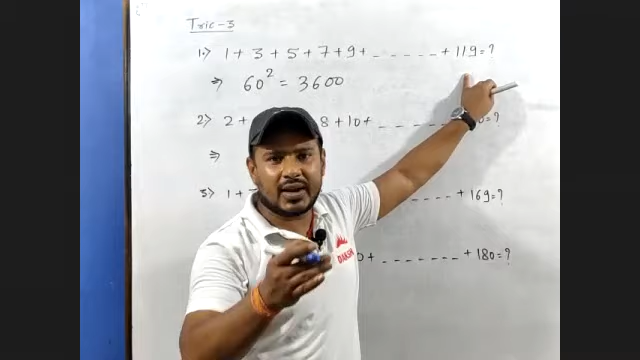 Tric-3
1.) 1 + 3 + 5 + 7 + 9 + _ _ _ _ _ + 119 = ?
⇒ 60² = 3600
2.) 2 + 8 + 10 + _ _ _ _ _ _ 0 = ?
⇒
3.) 1 + _ _ _ _ + 169 = ?
0 + _ _ _ _ _ _ _ + 180 = ?
DAKSH